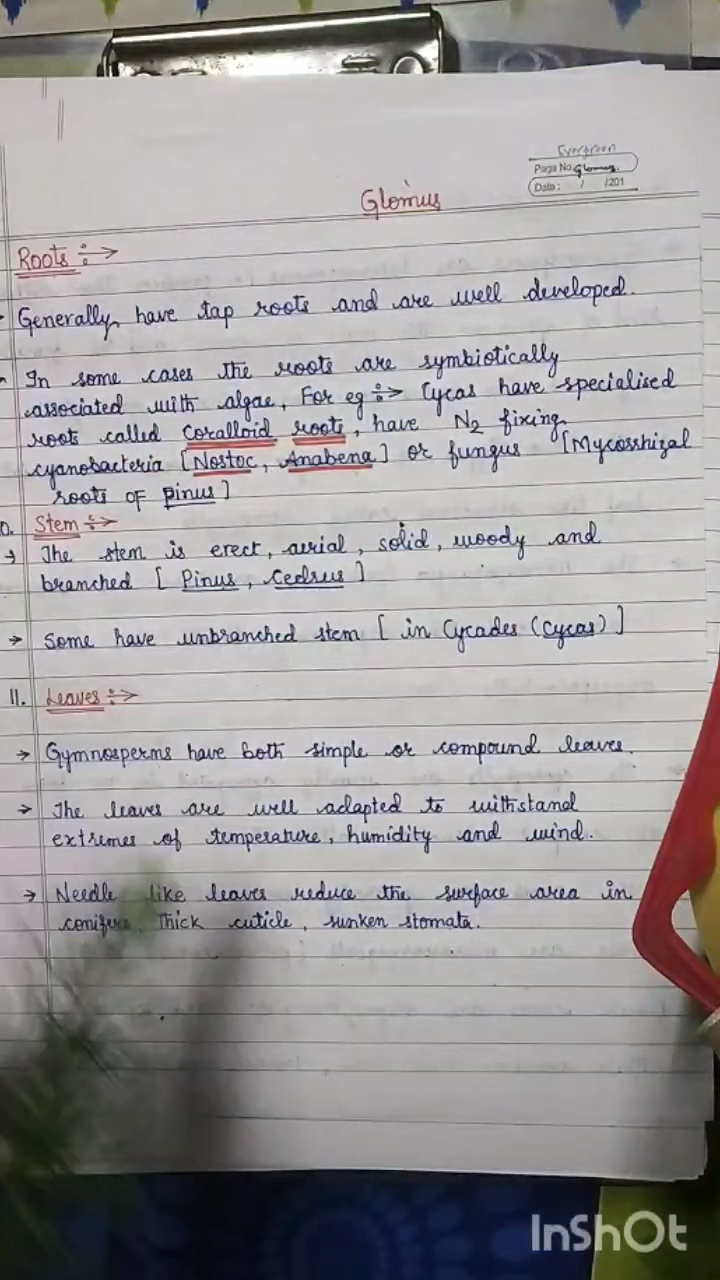 Evergreen
Page No. Glomus
Date: / /201
Glomus
Roots :->
Generally have tap roots and are well developed.
In some cases the roots are symbiotically
associated with algae, For eg :-> Cycas have specialised
roots called coralloid roots, have N2 fixing
cyanobacteria [Nostoc, Anabena] or fungus [Mycorrhizal
roots of pinus]
0. Stem :->
→ The stem is erect, aerial, solid, woody and
branched [Pinus, Cedrus]
→ Some have unbranched stem [in Cycades (Cycas)]
11. Leaves :->
→ Gymnosperms have both simple or compound leaves.
→ The leaves are well adapted to withstand
extremes of temperature, humidity and wind.
→ Needle like leaves reduce the surface area in
conifers, Thick cuticle, sunken stomata.
InShOt